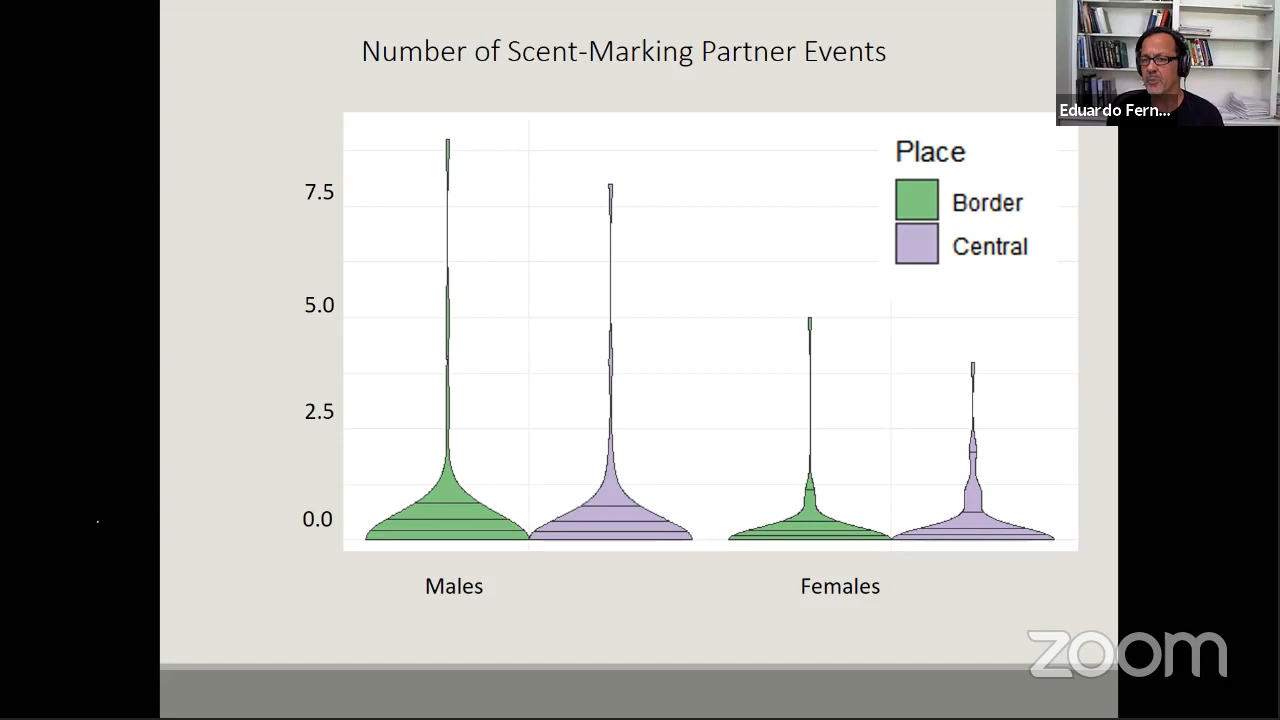 Number of Scent-Marking Partner Events
Eduardo Fern...
Place
Border
Central
7.5
5.0
2.5
0.0
Males
Females
zoom